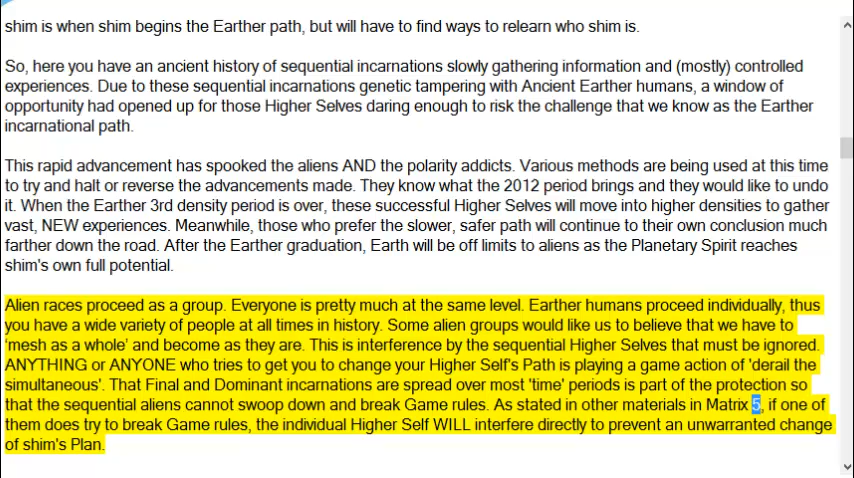 shim is when shim begins the Earther path, but will have to find ways to relearn who shim is.
So, here you have an ancient history of sequential incarnations slowly gathering information and (mostly) controlled
experiences. Due to these sequential incarnations genetic tampering with Ancient Earther humans, a window of
opportunity had opened up for those Higher Selves daring enough to risk the challenge that we know as the Earther
incarnational path.
This rapid advancement has spooked the aliens AND the polarity addicts. Various methods are being used at this time
to try and halt or reverse the advancements made. They know what the 2012 period brings and they would like to undo
it. When the Earther 3rd density period is over, these successful Higher Selves will move into higher densities to gather
vast, NEW experiences. Meanwhile, those who prefer the slower, safer path will continue to their own conclusion much
farther down the road. After the Earther graduation, Earth will be off limits to aliens as the Planetary Spirit reaches
shim's own full potential.
Alien races proceed as a group. Everyone is pretty much at the same level. Earther humans proceed individually, thus
you have a wide variety of people at all times in history. Some alien groups would like us to believe that we have to
'mesh as a whole' and become as they are. This is interference by the sequential Higher Selves that must be ignored.
ANYTHING or ANYONE who tries to get you to change your Higher Self's Path is playing a game action of 'derail the
simultaneous'. That Final and Dominant incarnations are spread over most 'time' periods is part of the protection so
that the sequential aliens cannot swoop down and break Game rules. As stated in other materials in Matrix 5, if one of
them does try to break Game rules, the individual Higher Self WILL interfere directly to prevent an unwarranted change
of shim's Plan.